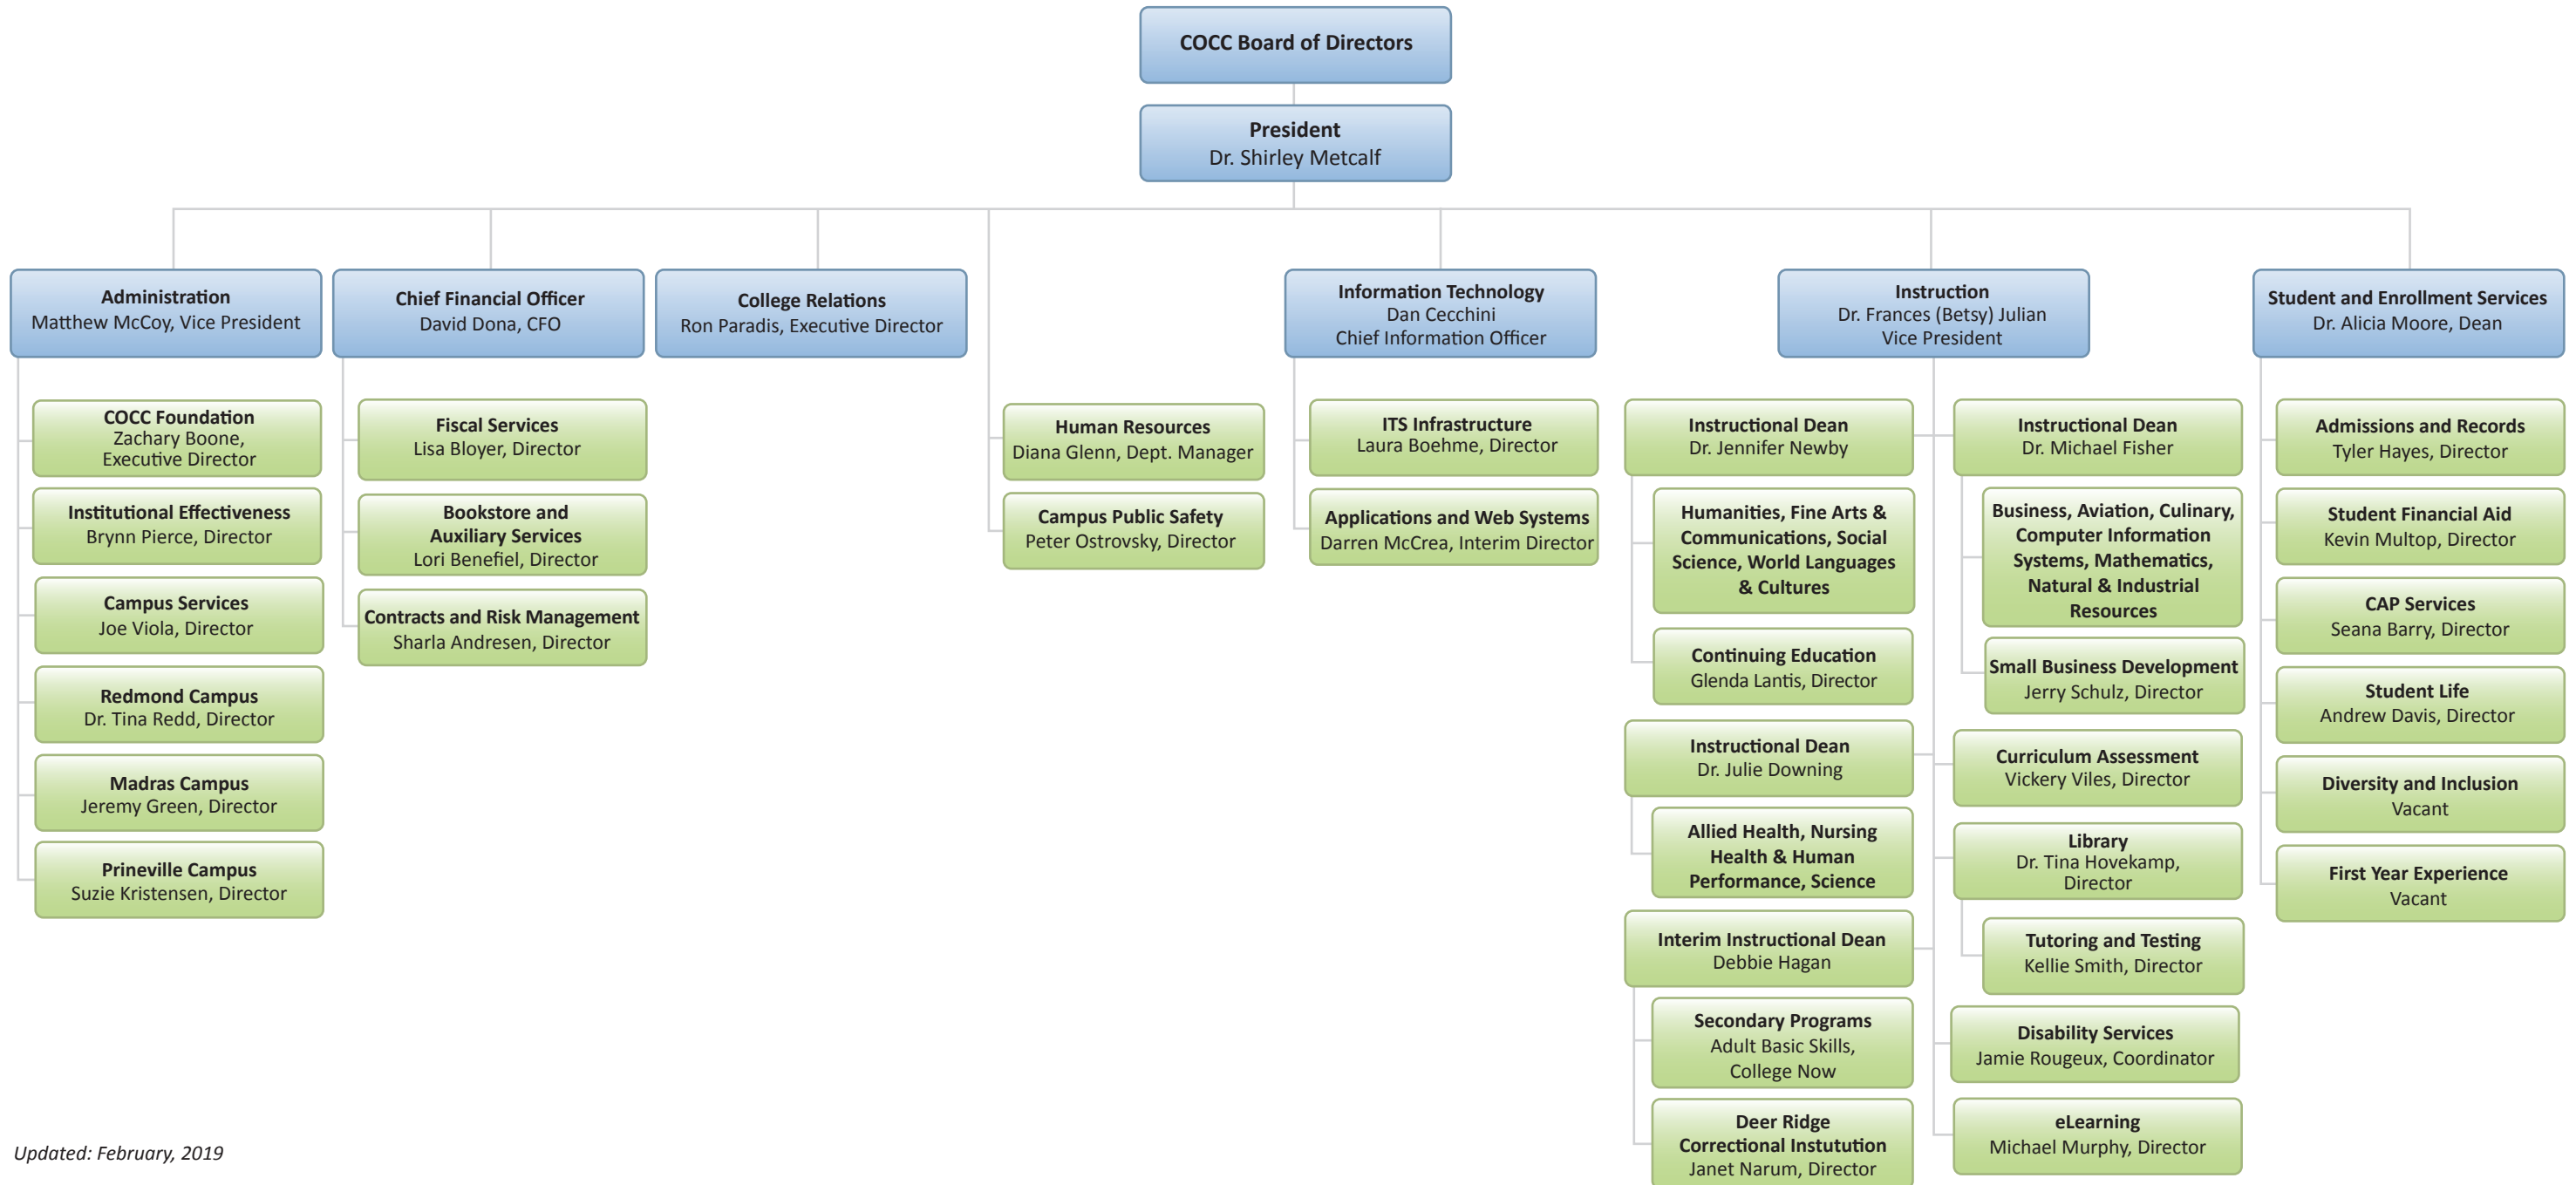 COCC Board of Directors
President
Dr. Shirley Metcalf
Administration
Matthew McCoy, Vice President
Chief Financial Officer
David Dona, CFO
College Relations
Ron Paradis, Executive Director
Information Technology
Dan Cecchini
Chief Information Officer
Instruction
Dr. Frances (Betsy) Julian
Vice President
Student and Enrollment Services
Dr. Alicia Moore, Dean
COCC Foundation
Zachary Boone,
Executive Director
Institutional Effectiveness
Brynn Pierce, Director
Campus Services
Joe Viola, Director
Redmond Campus
Dr. Tina Redd, Director
Madras Campus
Jeremy Green, Director
Prineville Campus
Suzie Kristensen, Director
Fiscal Services
Lisa Bloyer, Director
Bookstore and
Auxiliary Services
Lori Benefiel, Director
Contracts and Risk Management
Sharla Andresen, Director
Human Resources
Diana Glenn, Dept. Manager
Campus Public Safety
Peter Ostrovsky, Director
ITS Infrastructure
Laura Boehme, Director
Applications and Web Systems
Darren McCrea, Interim Director
Instructional Dean
Dr. Jennifer Newby
Humanities, Fine Arts &
Communications, Social
Science, World Languages
& Cultures
Continuing Education
Glenda Lantis, Director
Instructional Dean
Dr. Julie Downing
Allied Health, Nursing
Health & Human
Performance, Science
Interim Instructional Dean
Debbie Hagan
Secondary Programs
Adult Basic Skills,
College Now
Deer Ridge
Correctional Instutution
Janet Narum, Director
Instructional Dean
Dr. Michael Fisher
Business, Aviation, Culinary,
Computer Information
Systems, Mathematics,
Natural & Industrial
Resources
Small Business Development
Jerry Schulz, Director
Curriculum Assessment
Vickery Viles, Director
Library
Dr. Tina Hovekamp,
Director
Tutoring and Testing
Kellie Smith, Director
Disability Services
Jamie Rougeux, Coordinator
eLearning
Michael Murphy, Director
Admissions and Records
Tyler Hayes, Director
Student Financial Aid
Kevin Multop, Director
CAP Services
Seana Barry, Director
Student Life
Andrew Davis, Director
Diversity and Inclusion
Vacant
First Year Experience
Vacant
Updated: February, 2019